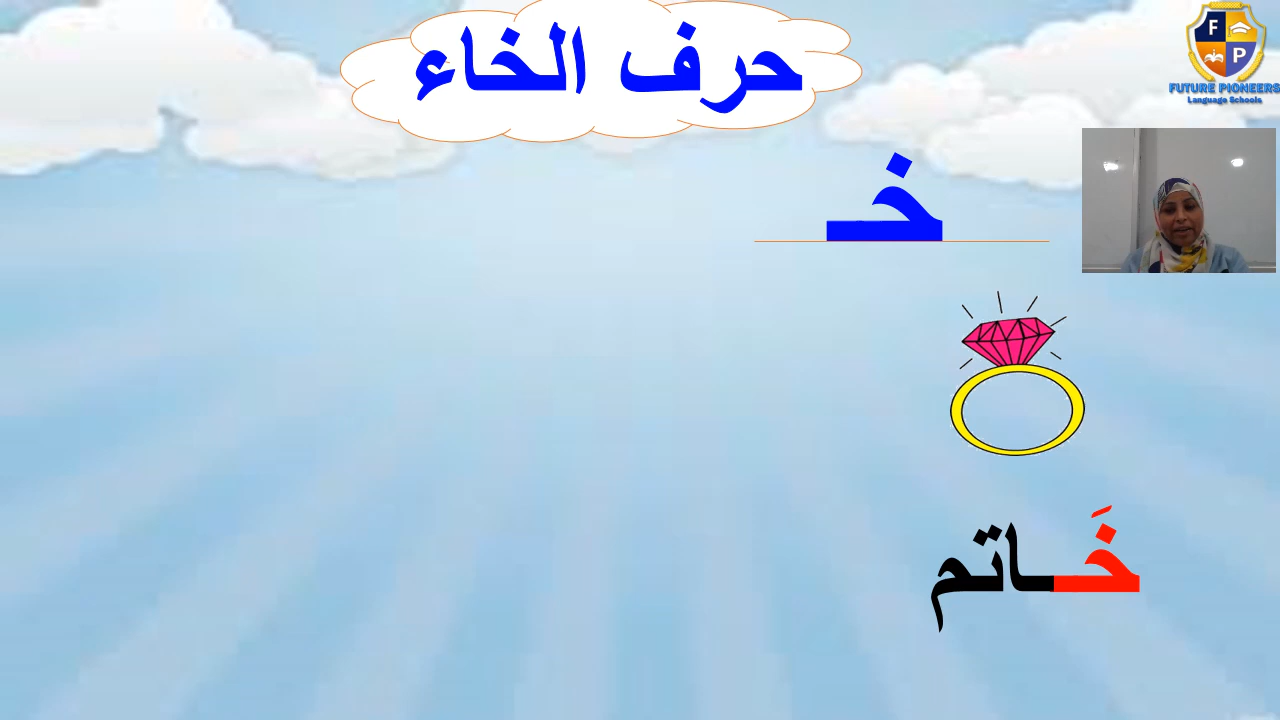 حرف الخاء
F
P
FUTURE PIONEERS
Language Schools
خـ
خَـاتم